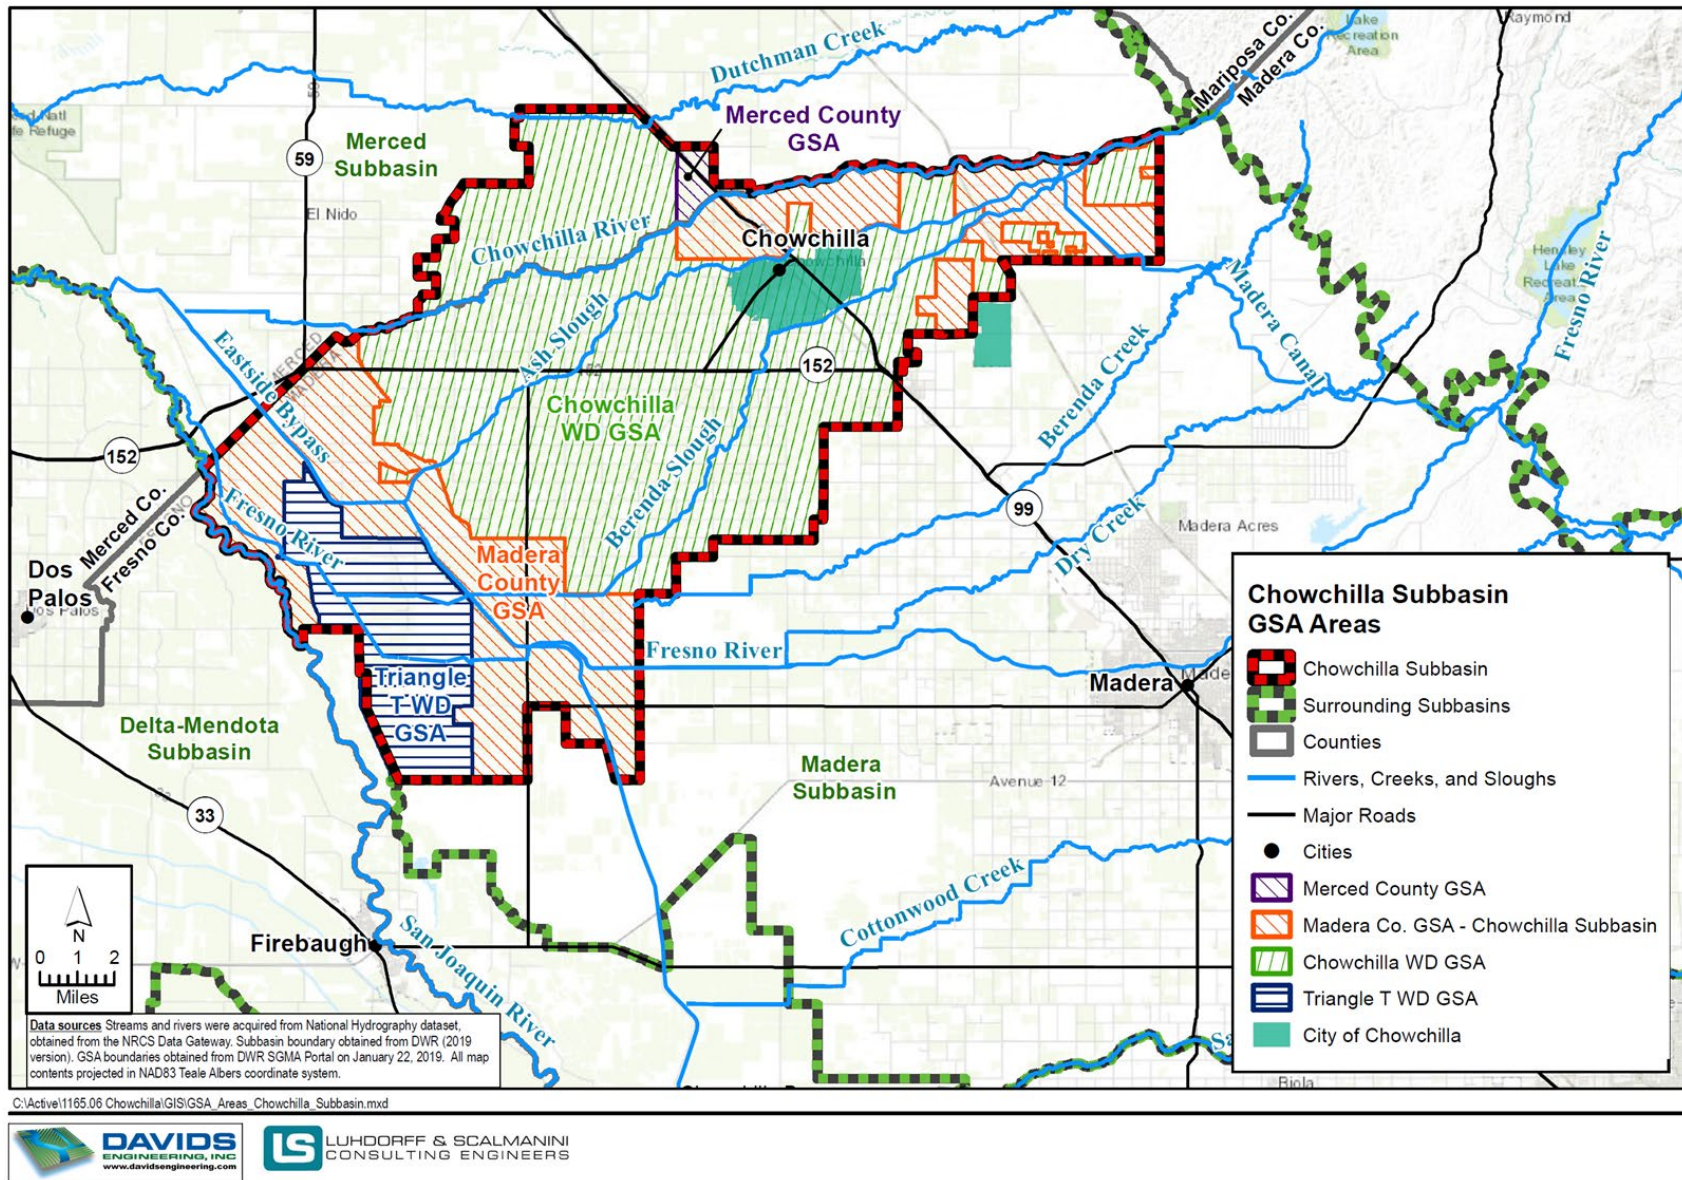 Lake
Recreation
Area
Raymond
Mariposa Co.
Madera Co.
Dutchman Creek
Merced County
GSA
Merced
Subbasin
59
59
El Nido
Chowchilla River
Chowchilla
Eastside Bypass
Ash Slough
MERCED
MADERA
152
152
Chowchilla
WD GSA
Berenda Slough
Berenda Creek
Madera Canal
Fresno River
152
Merced Co.
Fresno Co.
Fresno River
Dos
Palos
Madera
County
GSA
99
Dry Creek
Madera Acres
Fresno River
Triangle
T WD
GSA
Madera
Delta-Mendota
Subbasin
Madera
Subbasin
Avenue 12
33
Cottonwood Creek
Firebaugh
San Joaquin River
Biola
Chowchilla Subbasin
GSA Areas
Chowchilla Subbasin
Surrounding Subbasins
Counties
Rivers, Creeks, and Sloughs
Major Roads
Cities
Merced County GSA
Madera Co. GSA - Chowchilla Subbasin
Chowchilla WD GSA
Triangle T WD GSA
City of Chowchilla
N
0 1 2
Miles
Data sources Streams and rivers were acquired from National Hydrography dataset,
obtained from the NRCS Data Gateway. Subbasin boundary obtained from DWR (2019
version). GSA boundaries obtained from DWR SGMA Portal on January 22, 2019. All map
contents projected in NAD83 Teale Albers coordinate system.
C:\Active\1165.06 Chowchilla\GIS\GSA_Areas_Chowchilla_Subbasin.mxd
DAVIDS
ENGINEERING, INC
www.davidsengineering.com
LS
LUHDORFF & SCALMANINI
CONSULTING ENGINEERS